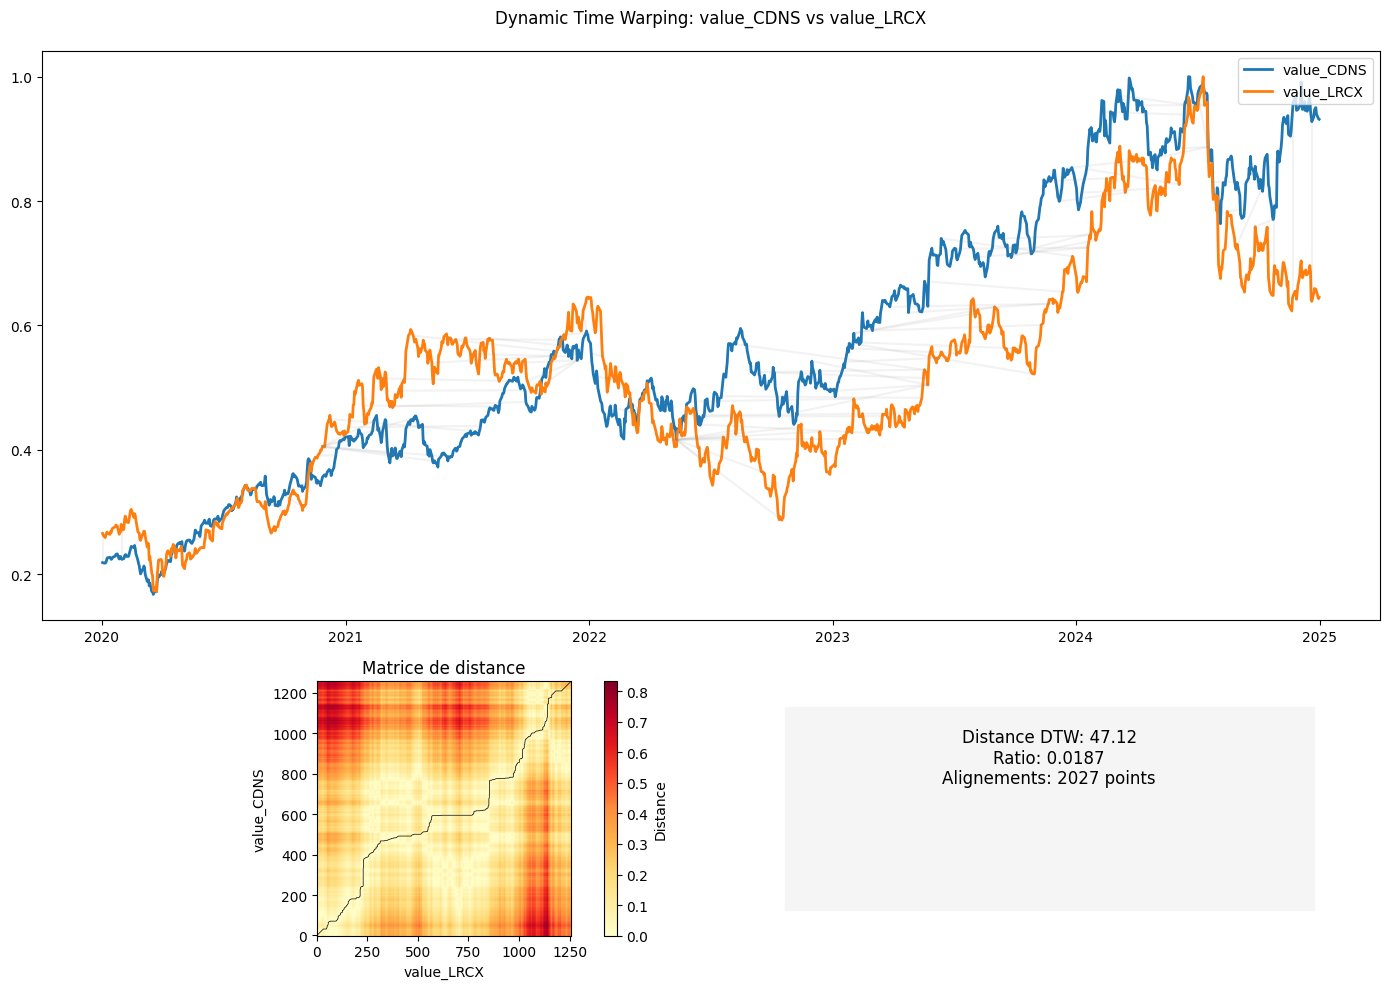 Dynamic Time Warping: value_CDNS vs value_LRCX
value_CDNS
value_LRCX
1.0
0.8
0.6
0.4
0.2
2020 2021 2022 2023 2024 2025
Matrice de distance
value_CDNS
1200
1000
800
600
400
200
0
0 250 500 750 1000 1250
value_LRCX
0.8
0.7
0.6
0.5
0.4
0.3
0.2
0.1
0.0
Distance
Distance DTW: 47.12
Ratio: 0.0187
Alignements: 2027 points